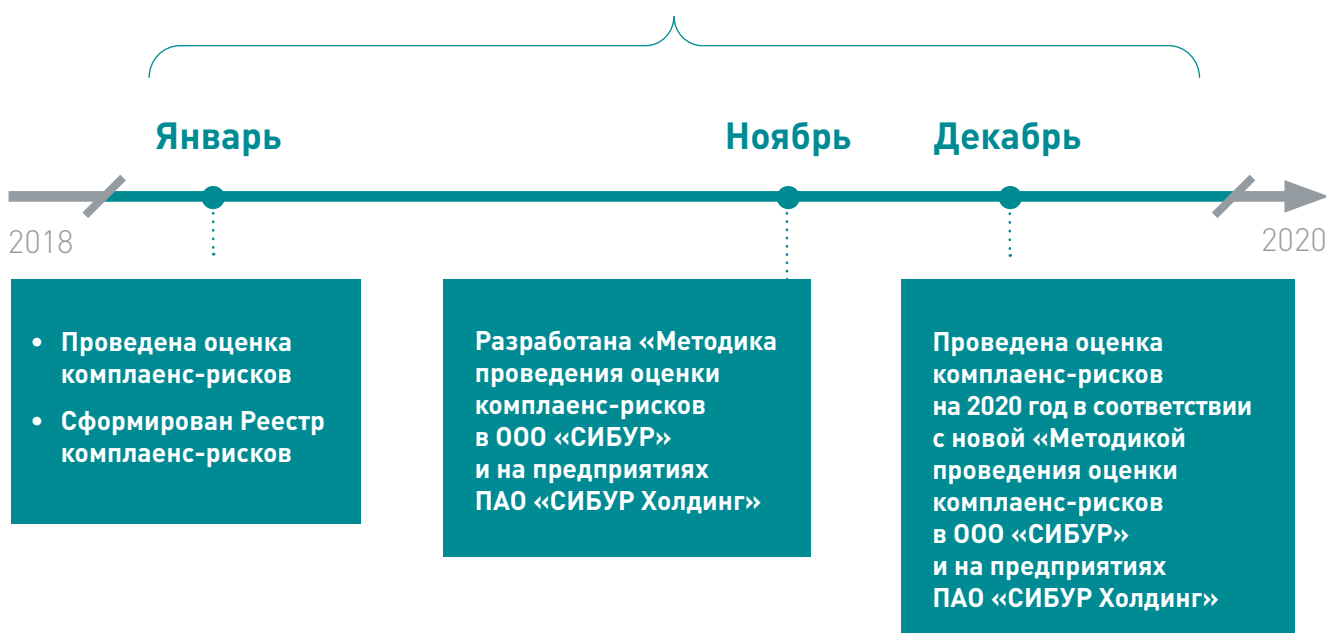 Январь
Ноябрь
Декабрь
2018
2020
• Проведена оценка
комплаенс-рисков
• Сформирован Реестр
комплаенс-рисков
Разработана «Методика
проведения оценки
комплаенс-рисков
в ООО «СИБУР»
и на предприятиях
ПАО «СИБУР Холдинг»
Проведена оценка
комплаенс-рисков
на 2020 год в соответствии
с новой «Методикой
проведения оценки
комплаенс-рисков
в ООО «СИБУР»
и на предприятиях
ПАО «СИБУР Холдинг»